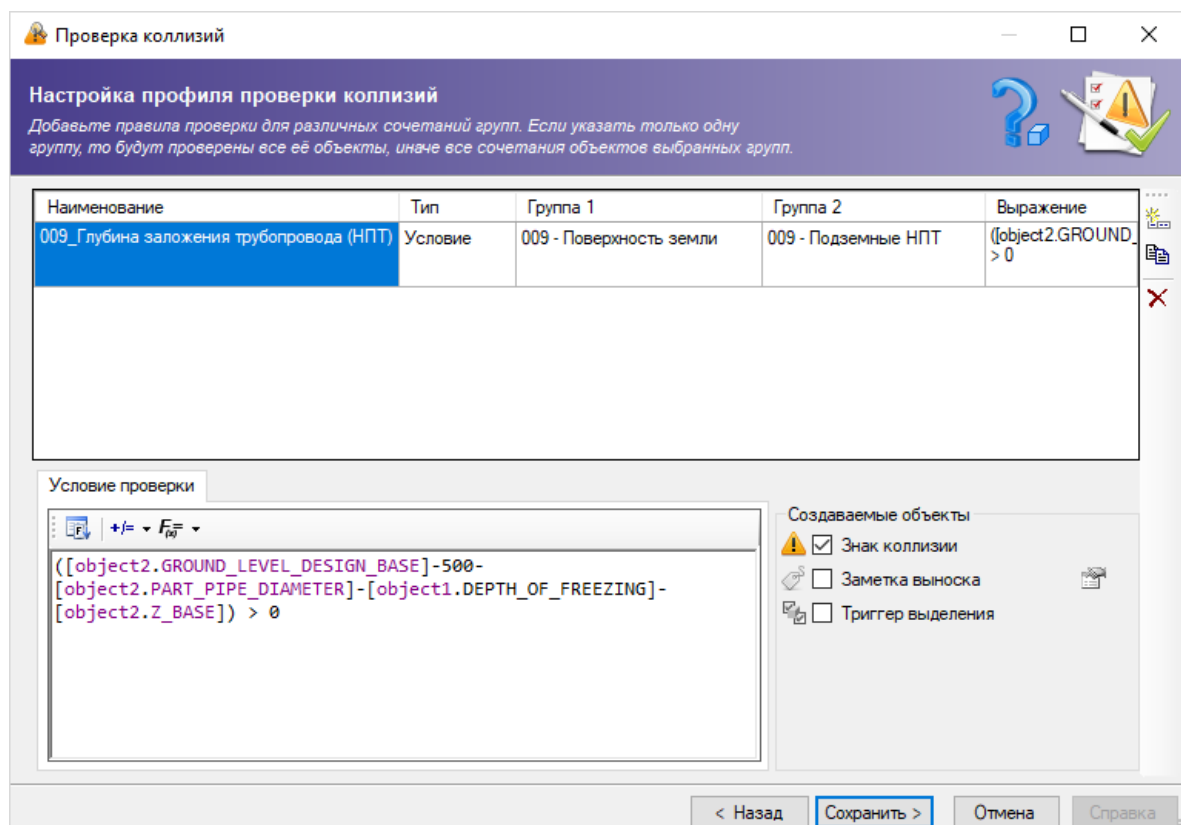 Проверка коллизий
Настройка профиля проверки коллизий
Добавьте правила проверки для различных сочетаний групп. Если указать только одну
группу, то будут проверены все её объекты, иначе все сочетания объектов выбранных групп.
Наименование Тип Группа 1 Группа 2 Выражение
009_Глубина заложения трубопровода (НПТ) Условие 009 - Поверхность земли 009 - Подземные НПТ ([object2.GROUND_
> 0
Условие проверки
+/= F(x)=
([object2.GROUND_LEVEL_DESIGN_BASE]-500-
[object2.PART_PIPE_DIAMETER]-[object1.DEPTH_OF_FREEZING]-
[object2.Z_BASE]) > 0
Создаваемые объекты
Знак коллизии
Заметка выноска
Триггер выделения
< Назад Сохранить > Отмена Справка